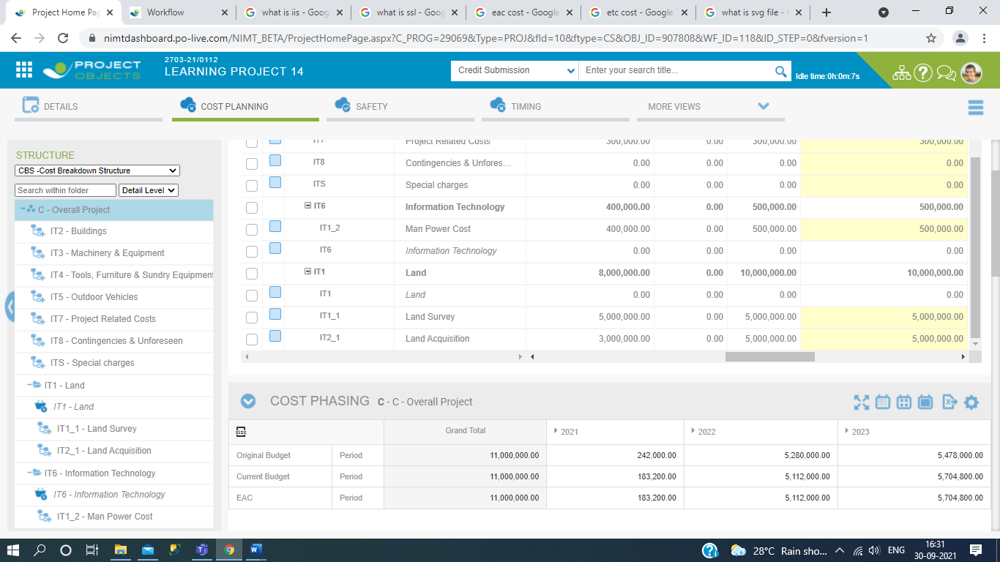 Project Home Pag
Workflow
what is iis - Goog
what is ssl - Goog
eac cost - Google
etc cost - Google
what is svg file - G
nimtdashboard.po-live.com/NIMT_BETA/ProjectHomePage.aspx?C_PROG=29069&Type=PROJ&fId=10&ftype=CS&OBJ_ID=907808&WF_ID=118&ID_STEP=0&fversion=1
PROJECT
OBJECTS
2703-21/0112
LEARNING PROJECT 14
Credit Submission
Enter your search title...
Idle time:0h:0m:7s
DETAILS
COST PLANNING
SAFETY
TIMING
MORE VIEWS
STRUCTURE
CBS -Cost Breakdown Structure
Search within folder
Detail Level
C - Overall Project
IT2 - Buildings
IT3 - Machinery & Equipment
IT4 - Tools, Furniture & Sundry Equipment
IT5 - Outdoor Vehicles
IT7 - Project Related Costs
IT8 - Contingencies & Unforeseen
ITS - Special charges
IT1 - Land
IT1 - Land
IT1_1 - Land Survey
IT2_1 - Land Acquisition
IT6 - Information Technology
IT6 - Information Technology
IT1_2 - Man Power Cost
IT7 Project Related Costs 300,000.00 0.00 300,000.00 300,000.00
IT8 Contingencies & Unfores... 0.00 0.00 0.00 0.00
ITS Special charges 0.00 0.00 0.00 0.00
IT6 Information Technology 400,000.00 0.00 500,000.00 500,000.00
IT1_2 Man Power Cost 400,000.00 0.00 500,000.00 500,000.00
IT6 Information Technology 0.00 0.00 0.00 0.00
IT1 Land 8,000,000.00 0.00 10,000,000.00 10,000,000.00
IT1 Land 0.00 0.00 0.00 0.00
IT1_1 Land Survey 5,000,000.00 0.00 5,000,000.00 5,000,000.00
IT2_1 Land Acquisition 3,000,000.00 0.00 5,000,000.00 5,000,000.00
COST PHASING C - C - Overall Project
XLSX Grand Total 2021 2022 2023
Original Budget Period 11,000,000.00 242,000.00 5,280,000.00 5,478,000.00
Current Budget Period 11,000,000.00 183,200.00 5,112,000.00 5,704,800.00
EAC Period 11,000,000.00 183,200.00 5,112,000.00 5,704,800.00
28°C Rain sho...
ENG
16:31
30-09-2021